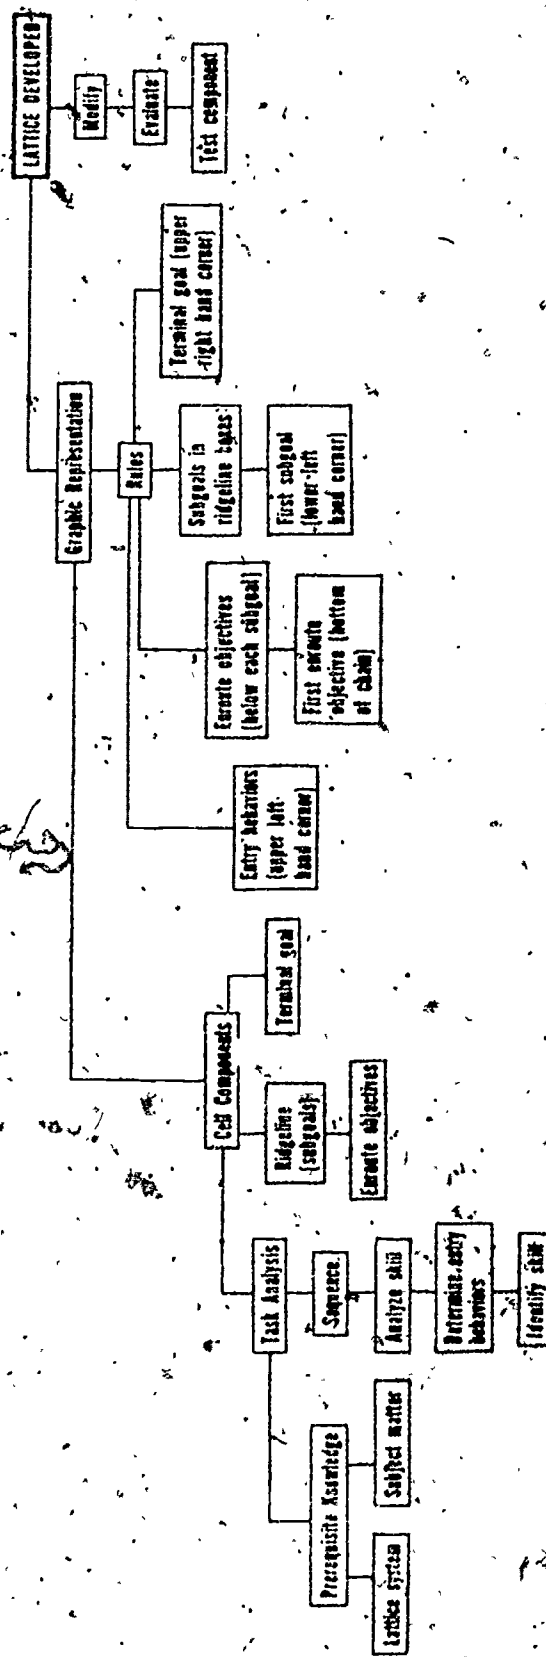 LATTICE DEVELOPED
Modify
Evaluate
Test component
Graphic Representation
Rules
Terminal goal (upper
right hand corner)
Subgoals in
ridgeline boxes
First subgoal
(lower-left
hand corner)
Enroute objectives
(below each subgoal)
First enroute
objective (bottom
of chain)
Entry behaviors
(upper left-
hand corner)
Cell Components
Terminal goal
Ridgeline
(subgoals)
Enroute objectives
Task Analysis
Sequence
Analyze skill
Determine entry
behaviors
Identify skill
Prerequisite Knowledge
Subject matter
Lattice system